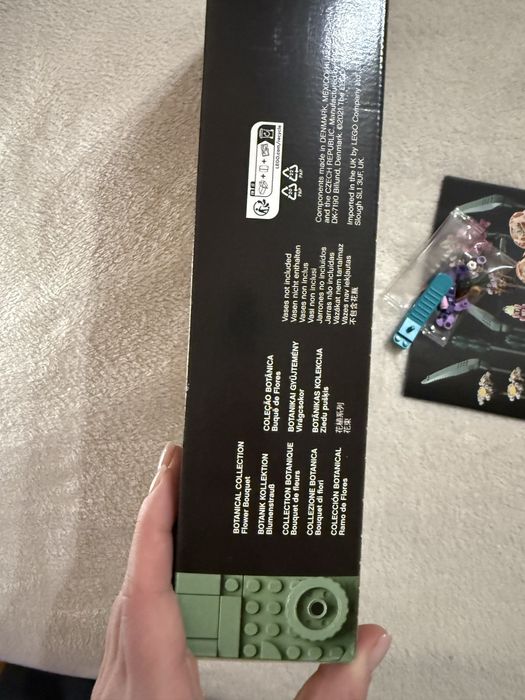 BOTANICAL COLLECTION
Flower Bouquet
BOTANIK KOLLEKTION
Blumenstrauß
COLLECTION BOTANIQUE
Bouquet de fleurs
COLLEZIONE BOTANICA
Bouquet di fiori
COLECCIÓN BOTANICAL
Ramo de Flores
COLEÇÃO BOTÂNICA
Buquê de Flores
BOTANIKAI GYŰJTEMÉNY
Virágcsokor
BOTĀNIKAS KOLEKCIJA
Ziedu pušķis
花植系列
花束
Vases not included
Vasen nicht enthalten
Vases non inclus
Vasi non inclusi
Jarrones no incluidos
Jarras não incluídas
Vázákat nem tartalmaz
Vāzes nav iekļautas
不包含花瓶
PAP
PAP
Components made in DENMARK, MEXICO, HU
and the CZECH REPUBLIC. Manufactured by
DK-7190 Billund, Denmark. ©2021 The LEGO
Imported in the UK by LEGO Company
Slough SL1 3UF, UK